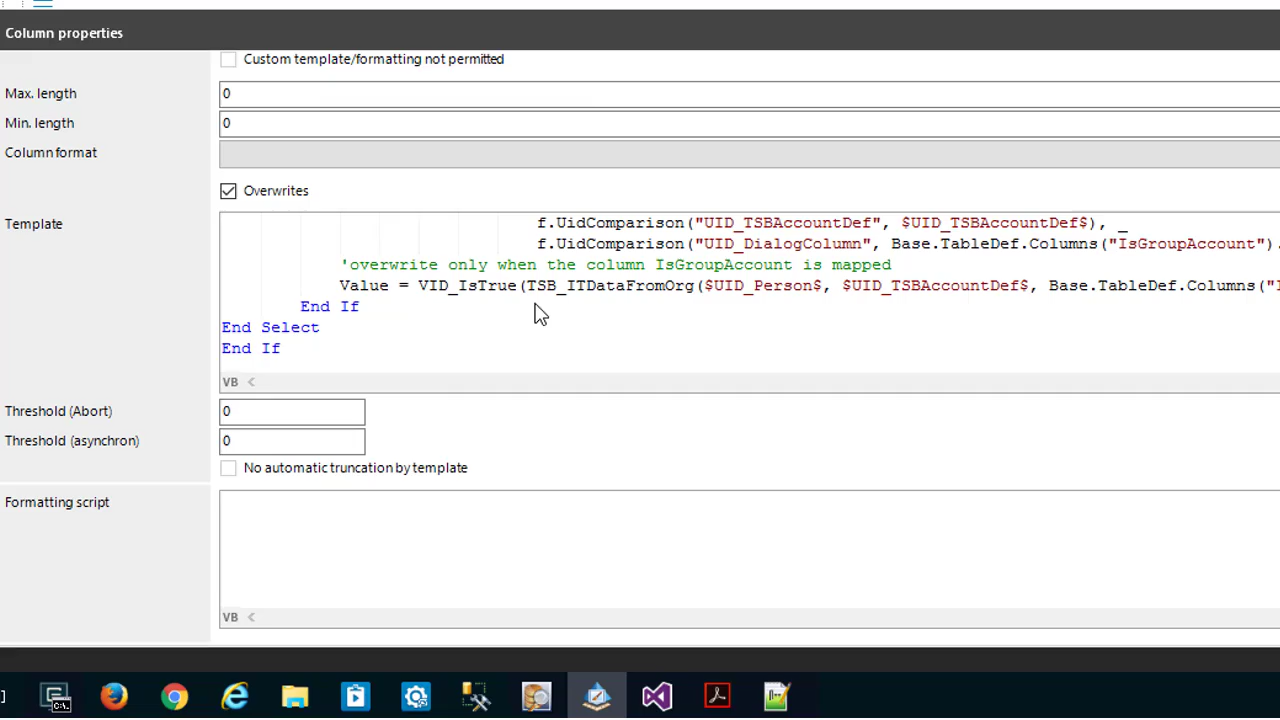 Column properties
Custom template/formatting not permitted
Max. length
0
Min. length
0
Column format
Overwrites
Template
f.UidComparison("UID_TSBAccountDef", $UID_TSBAccountDef$), _
f.UidComparison("UID_DialogColumn", Base.TableDef.Columns("IsGroupAccount").
'overwrite only when the column IsGroupAccount is mapped
Value = VID_IsTrue(TSB_ITDataFromOrg($UID_Person$, $UID_TSBAccountDef$, Base.TableDef.Columns("I
End If
End Select
End If
VB <
Threshold (Abort)
0
Threshold (asynchron)
0
No automatic truncation by template
Formatting script
VB <
]
C:\.